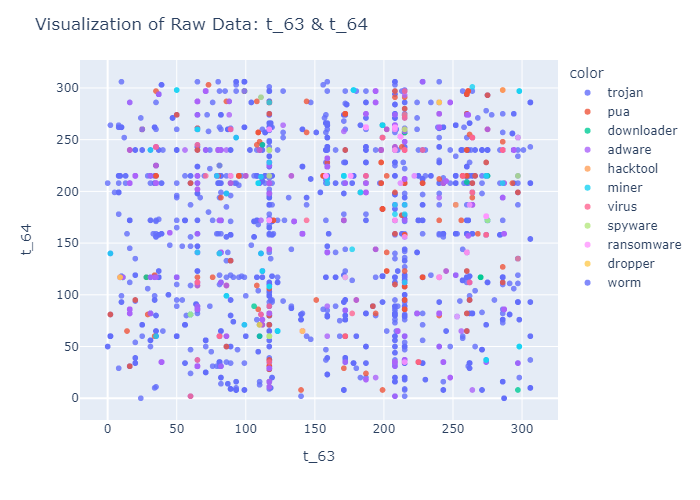 Visualization of Raw Data: t_63 & t_64
t_64
300
250
200
150
100
50
0
0 50 100 150 200 250 300
t_63
color
trojan
pua
downloader
adware
hacktool
miner
virus
spyware
ransomware
dropper
worm